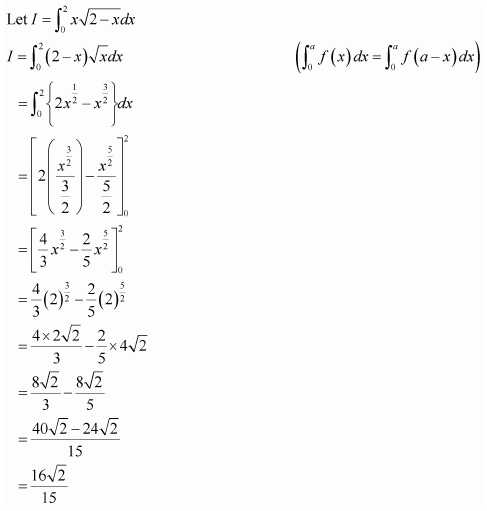 Let I = ∫₀² x√(2−x) dx
I = ∫₀² (2−x)√x dx (∫₀ᵃ f(x) dx = ∫₀ᵃ f(a−x) dx)
= ∫₀² {2x^(1/2) − x^(3/2)} dx
= [2(x^(3/2)/(3/2)) − x^(5/2)/(5/2)]₀²
= [4/3 x^(3/2) − 2/5 x^(5/2)]₀²
= 4/3 (2)^(3/2) − 2/5 (2)^(5/2)
= (4×2√2)/3 − 2/5 × 4√2
= 8√2/3 − 8√2/5
= (40√2 − 24√2)/15
= 16√2/15